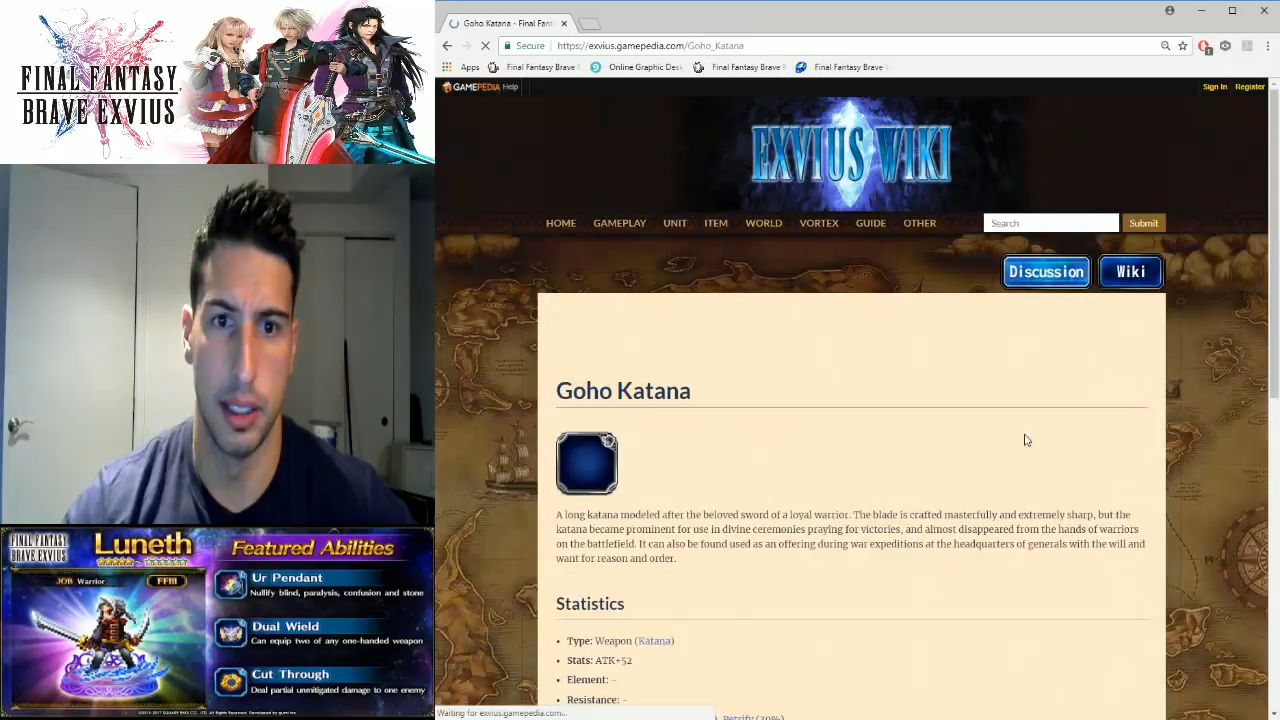 FINAL FANTASY
BRAVE EXVIUS
Goho Katana - Final Fant
Secure
https://exvius.gamepedia.com/Goho_Katana
Apps
Final Fantasy Brave
Online Graphic Desi
Final Fantasy Brave
Final Fantasy Brave
GAMEPEDIA Help
Sign In
Register
EXVIUS WIKI
HOME
GAMEPLAY
UNIT
ITEM
WORLD
VORTEX
GUIDE
OTHER
Search
Submit
Discussion
Wiki
Goho Katana
A long katana modeled after the beloved sword of a loyal warrior. The blade is crafted masterfully and extremely sharp, but the
katana became prominent for use in divine ceremonies praying for victories, and almost disappeared from the hands of warriors
on the battlefield. It can also be found used as an offering during war expeditions at the headquarters of generals with the will and
want for reason and order.
Statistics
• Type: Weapon (Katana)
• Stats: ATK+52
• Element: -
• Resistance: -
Petrify (30%)
Waiting for exvius.gamepedia.com...
FINAL FANTASY
BRAVE EXVIUS
Luneth
JOB Warrior
FFIII
Featured Abilities
Ur Pendant
Nullify blind, paralysis, confusion and stone
Dual Wield
Can equip two of any one-handed weapon
Cut Through
Deal partial unmitigated damage to one enemy